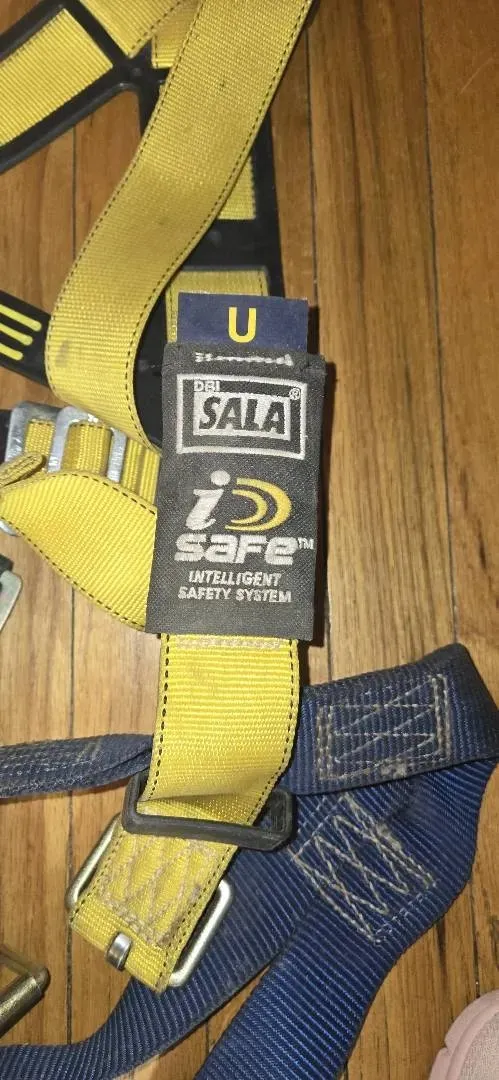 U
DBI
SALA®
i
safe™
INTELLIGENT
SAFETY SYSTEM